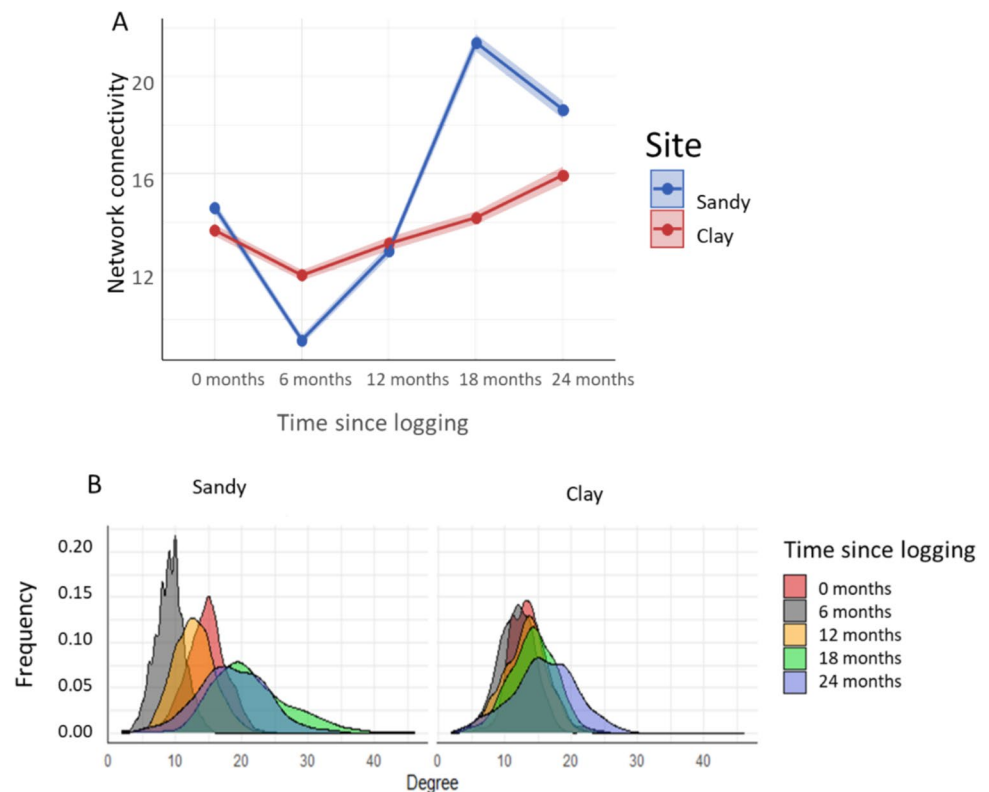 A
Network connectivity
20
16
12
0 months 6 months 12 months 18 months 24 months
Time since logging
Site
Sandy
Clay
B
Sandy
Clay
Frequency
0.20
0.15
0.10
0.05
0.00
0 10 20 30 40 0 10 20 30 40
Degree
Time since logging
0 months
6 months
12 months
18 months
24 months